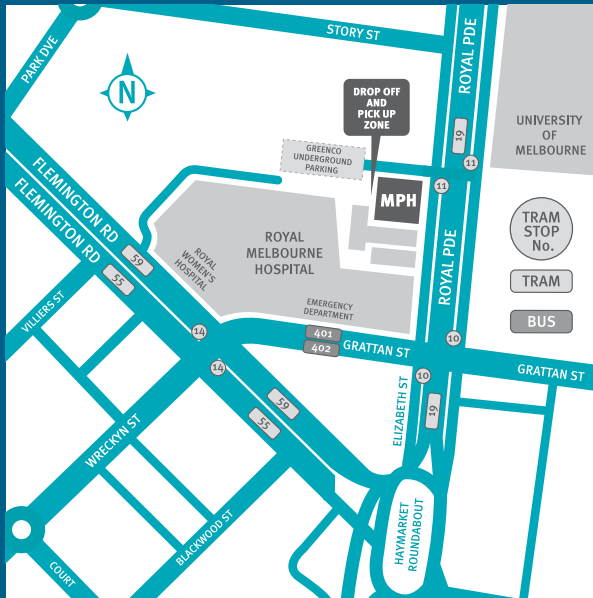 STORY ST
ROYAL PDE
PARK DVE
N
DROP OFF
AND
PICK UP
ZONE
UNIVERSITY
OF
MELBOURNE
19
GREENCO
UNDERGROUND
PARKING
11
11
MPH
FLEMINGTON RD
FLEMINGTON RD
TRAM
STOP
No.
ROYAL
MELBOURNE
HOSPITAL
ROYAL
WOMEN'S
HOSPITAL
ROYAL PDE
59
55
TRAM
VILLIERS ST
EMERGENCY
DEPARTMENT
BUS
14
401
402
GRATTAN ST
10
GRATTAN ST
14
10
ELIZABETH ST
59
55
19
WRECKYN ST
BLACKWOOD ST
HAYMARKET
ROUNDABOUT
COURT